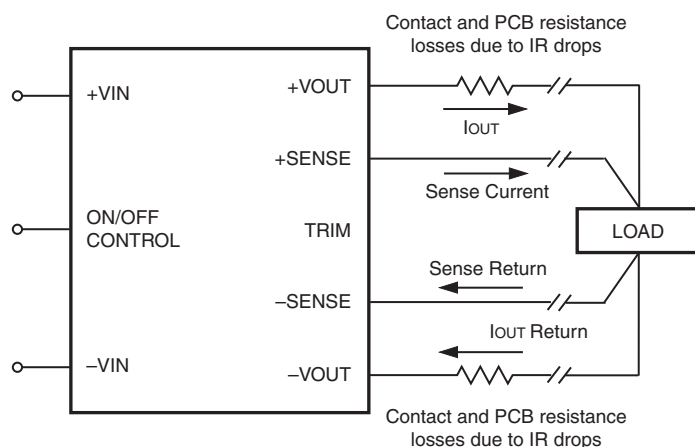 Contact and PCB resistance
losses due to IR drops
+VIN
+VOUT
IOUT
+SENSE
Sense Current
ON/OFF
CONTROL
TRIM
LOAD
Sense Return
–SENSE
IOUT Return
–VIN
–VOUT
Contact and PCB resistance
losses due to IR drops